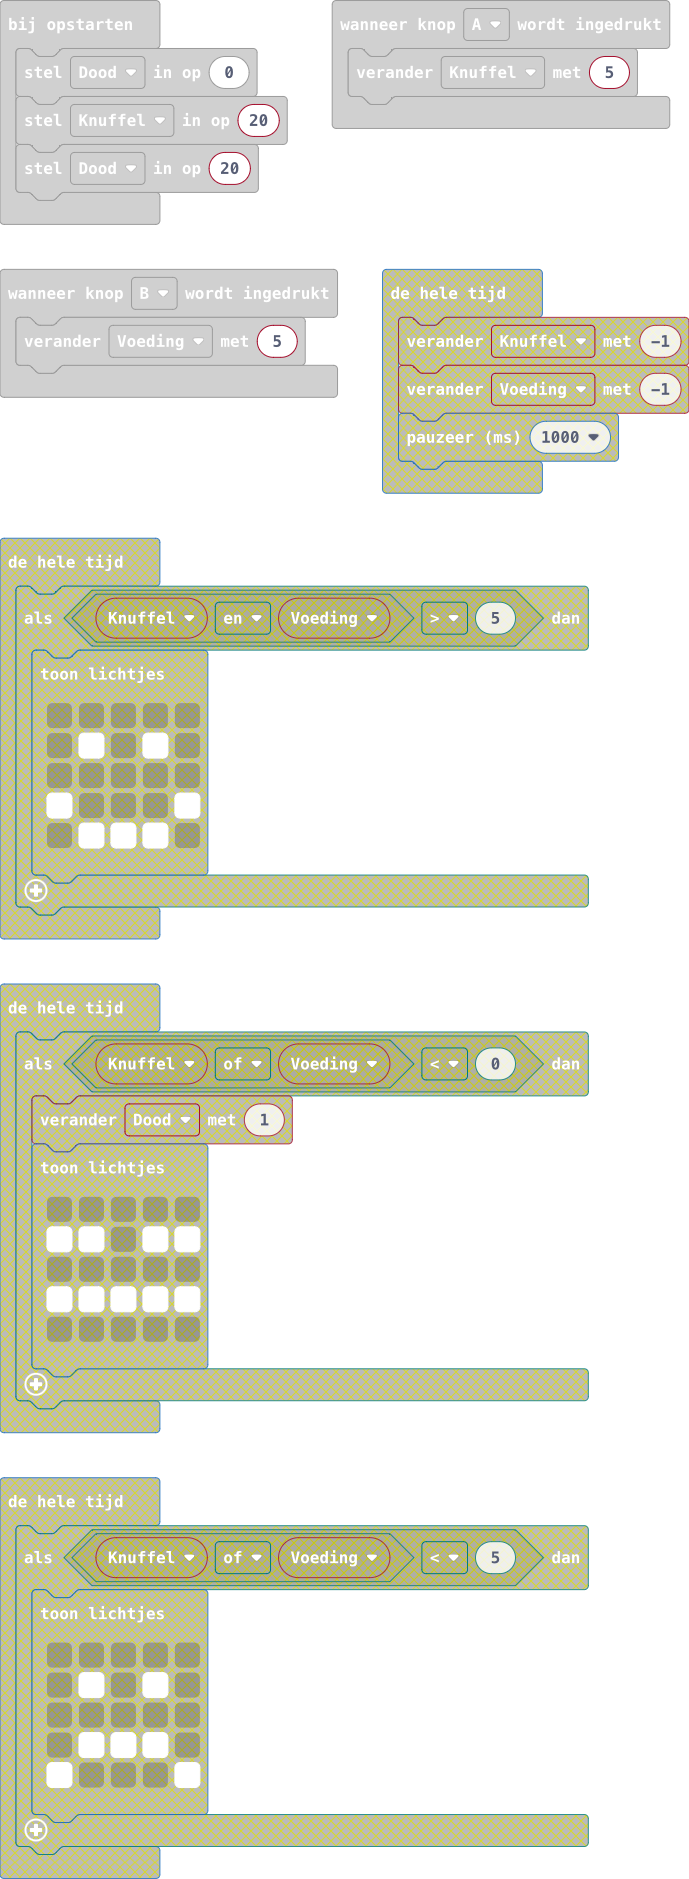 bij opstarten
stel Dood in op 0
stel Knuffel in op 20
stel Dood in op 20
wanneer knop A wordt ingedrukt
verander Knuffel met 5
wanneer knop B wordt ingedrukt
verander Voeding met 5
de hele tijd
verander Knuffel met -1
verander Voeding met -1
pauzeer (ms) 1000
de hele tijd
als Knuffel en Voeding > 5 dan
toon lichtjes
de hele tijd
als Knuffel of Voeding < 0 dan
verander Dood met 1
toon lichtjes
de hele tijd
als Knuffel of Voeding < 5 dan
toon lichtjes